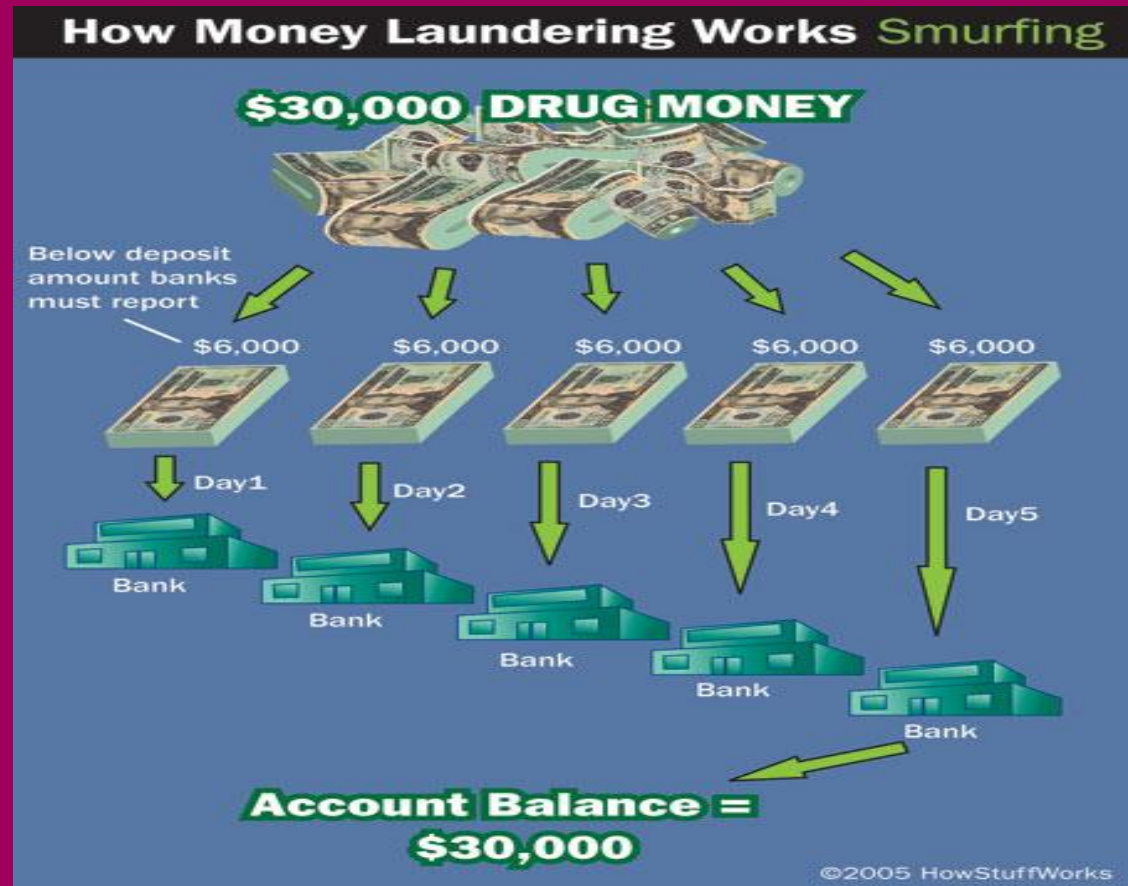 How Money Laundering Works Smurfing
$30,000 DRUG MONEY
Below deposit
amount banks
must report
$6,000 $6,000 $6,000 $6,000 $6,000
Day1 Day2 Day3 Day4 Day5
Bank
Bank
Bank
Bank
Bank
Account Balance =
$30,000
©2005 HowStuffWorks